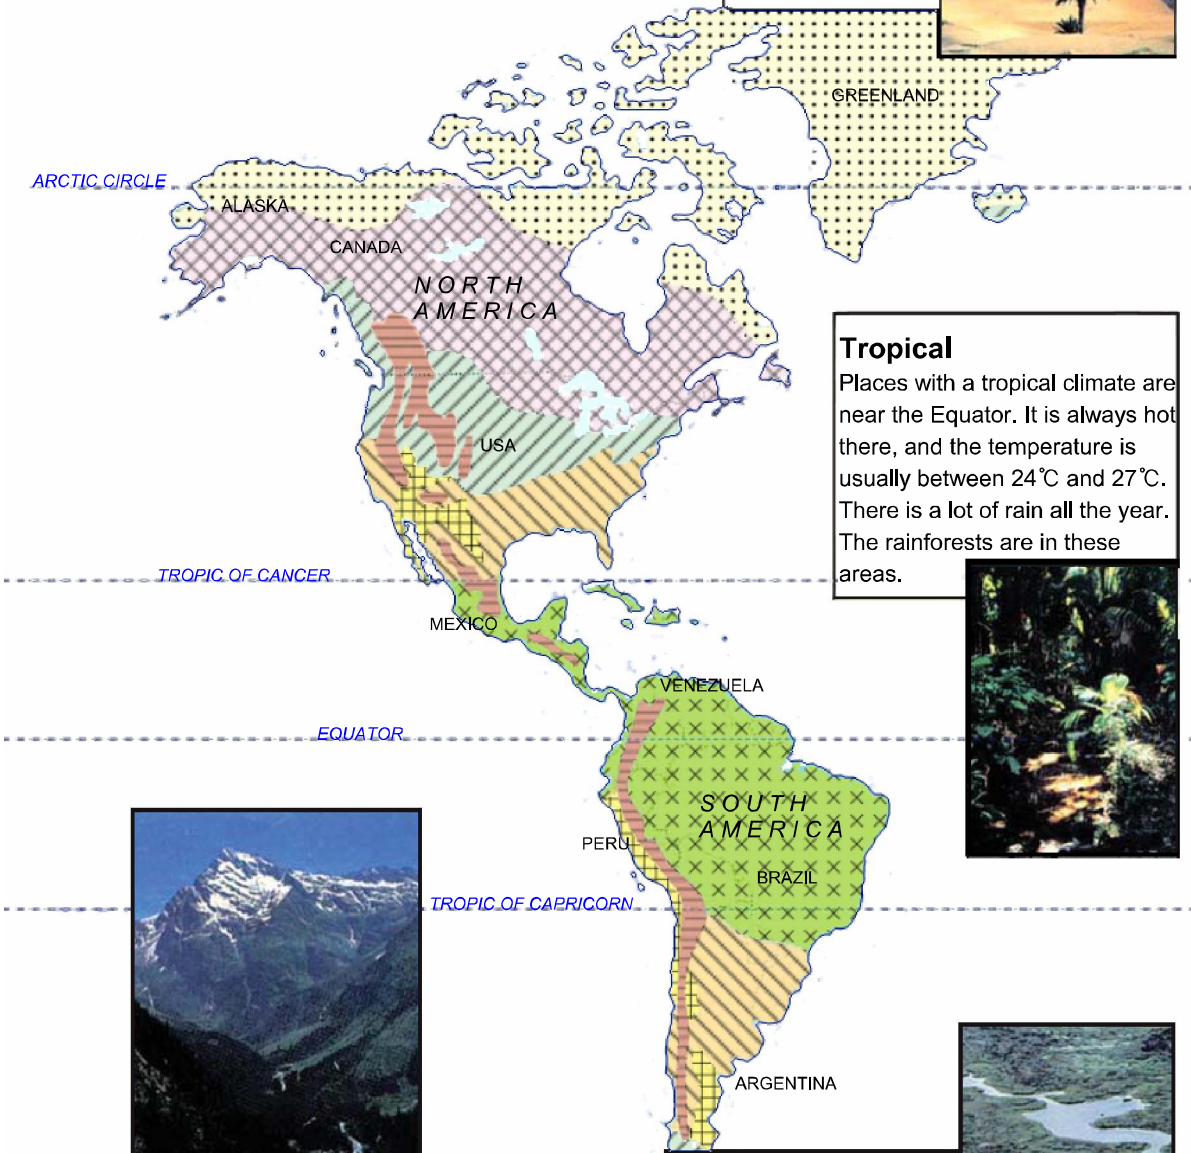 GREENLAND
ARCTIC CIRCLE
ALASKA
CANADA
NORTH
AMERICA
Tropical
Places with a tropical climate are
near the Equator. It is always hot
there, and the temperature is
usually between 24℃ and 27℃.
There is a lot of rain all the year.
The rainforests are in these
areas.
USA
TROPIC OF CANCER
MEXICO
VENEZUELA
EQUATOR
SOUTH
AMERICA
PERU
BRAZIL
TROPIC OF CAPRICORN
ARGENTINA